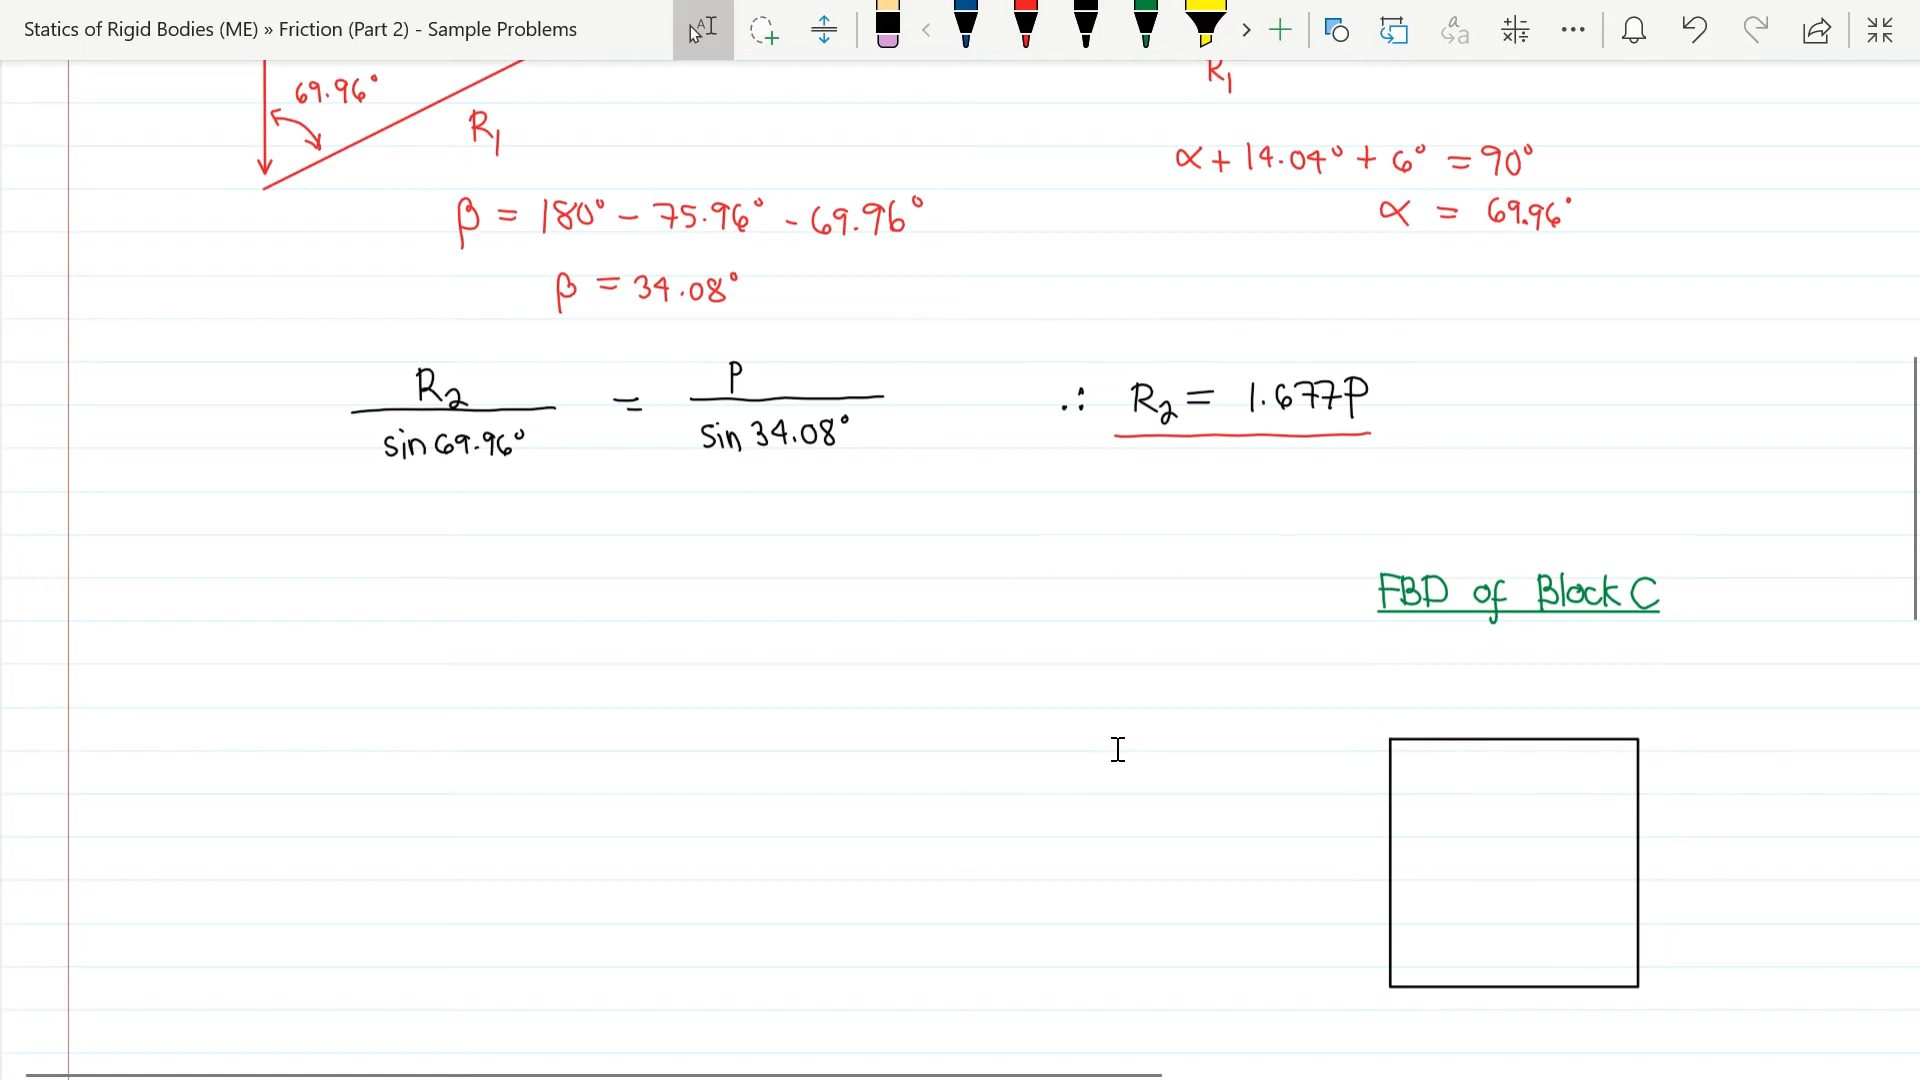 Statics of Rigid Bodies (ME) » Friction (Part 2) - Sample Problems
69.96°
R₁
R₁
α + 14.04° + 6° = 90°
α = 69.96°
β = 180° - 75.96° - 69.96°
β = 34.08°
R₂ / sin 69.96° = P / sin 34.08° ∴ R₂ = 1.677P
FBD of Block C